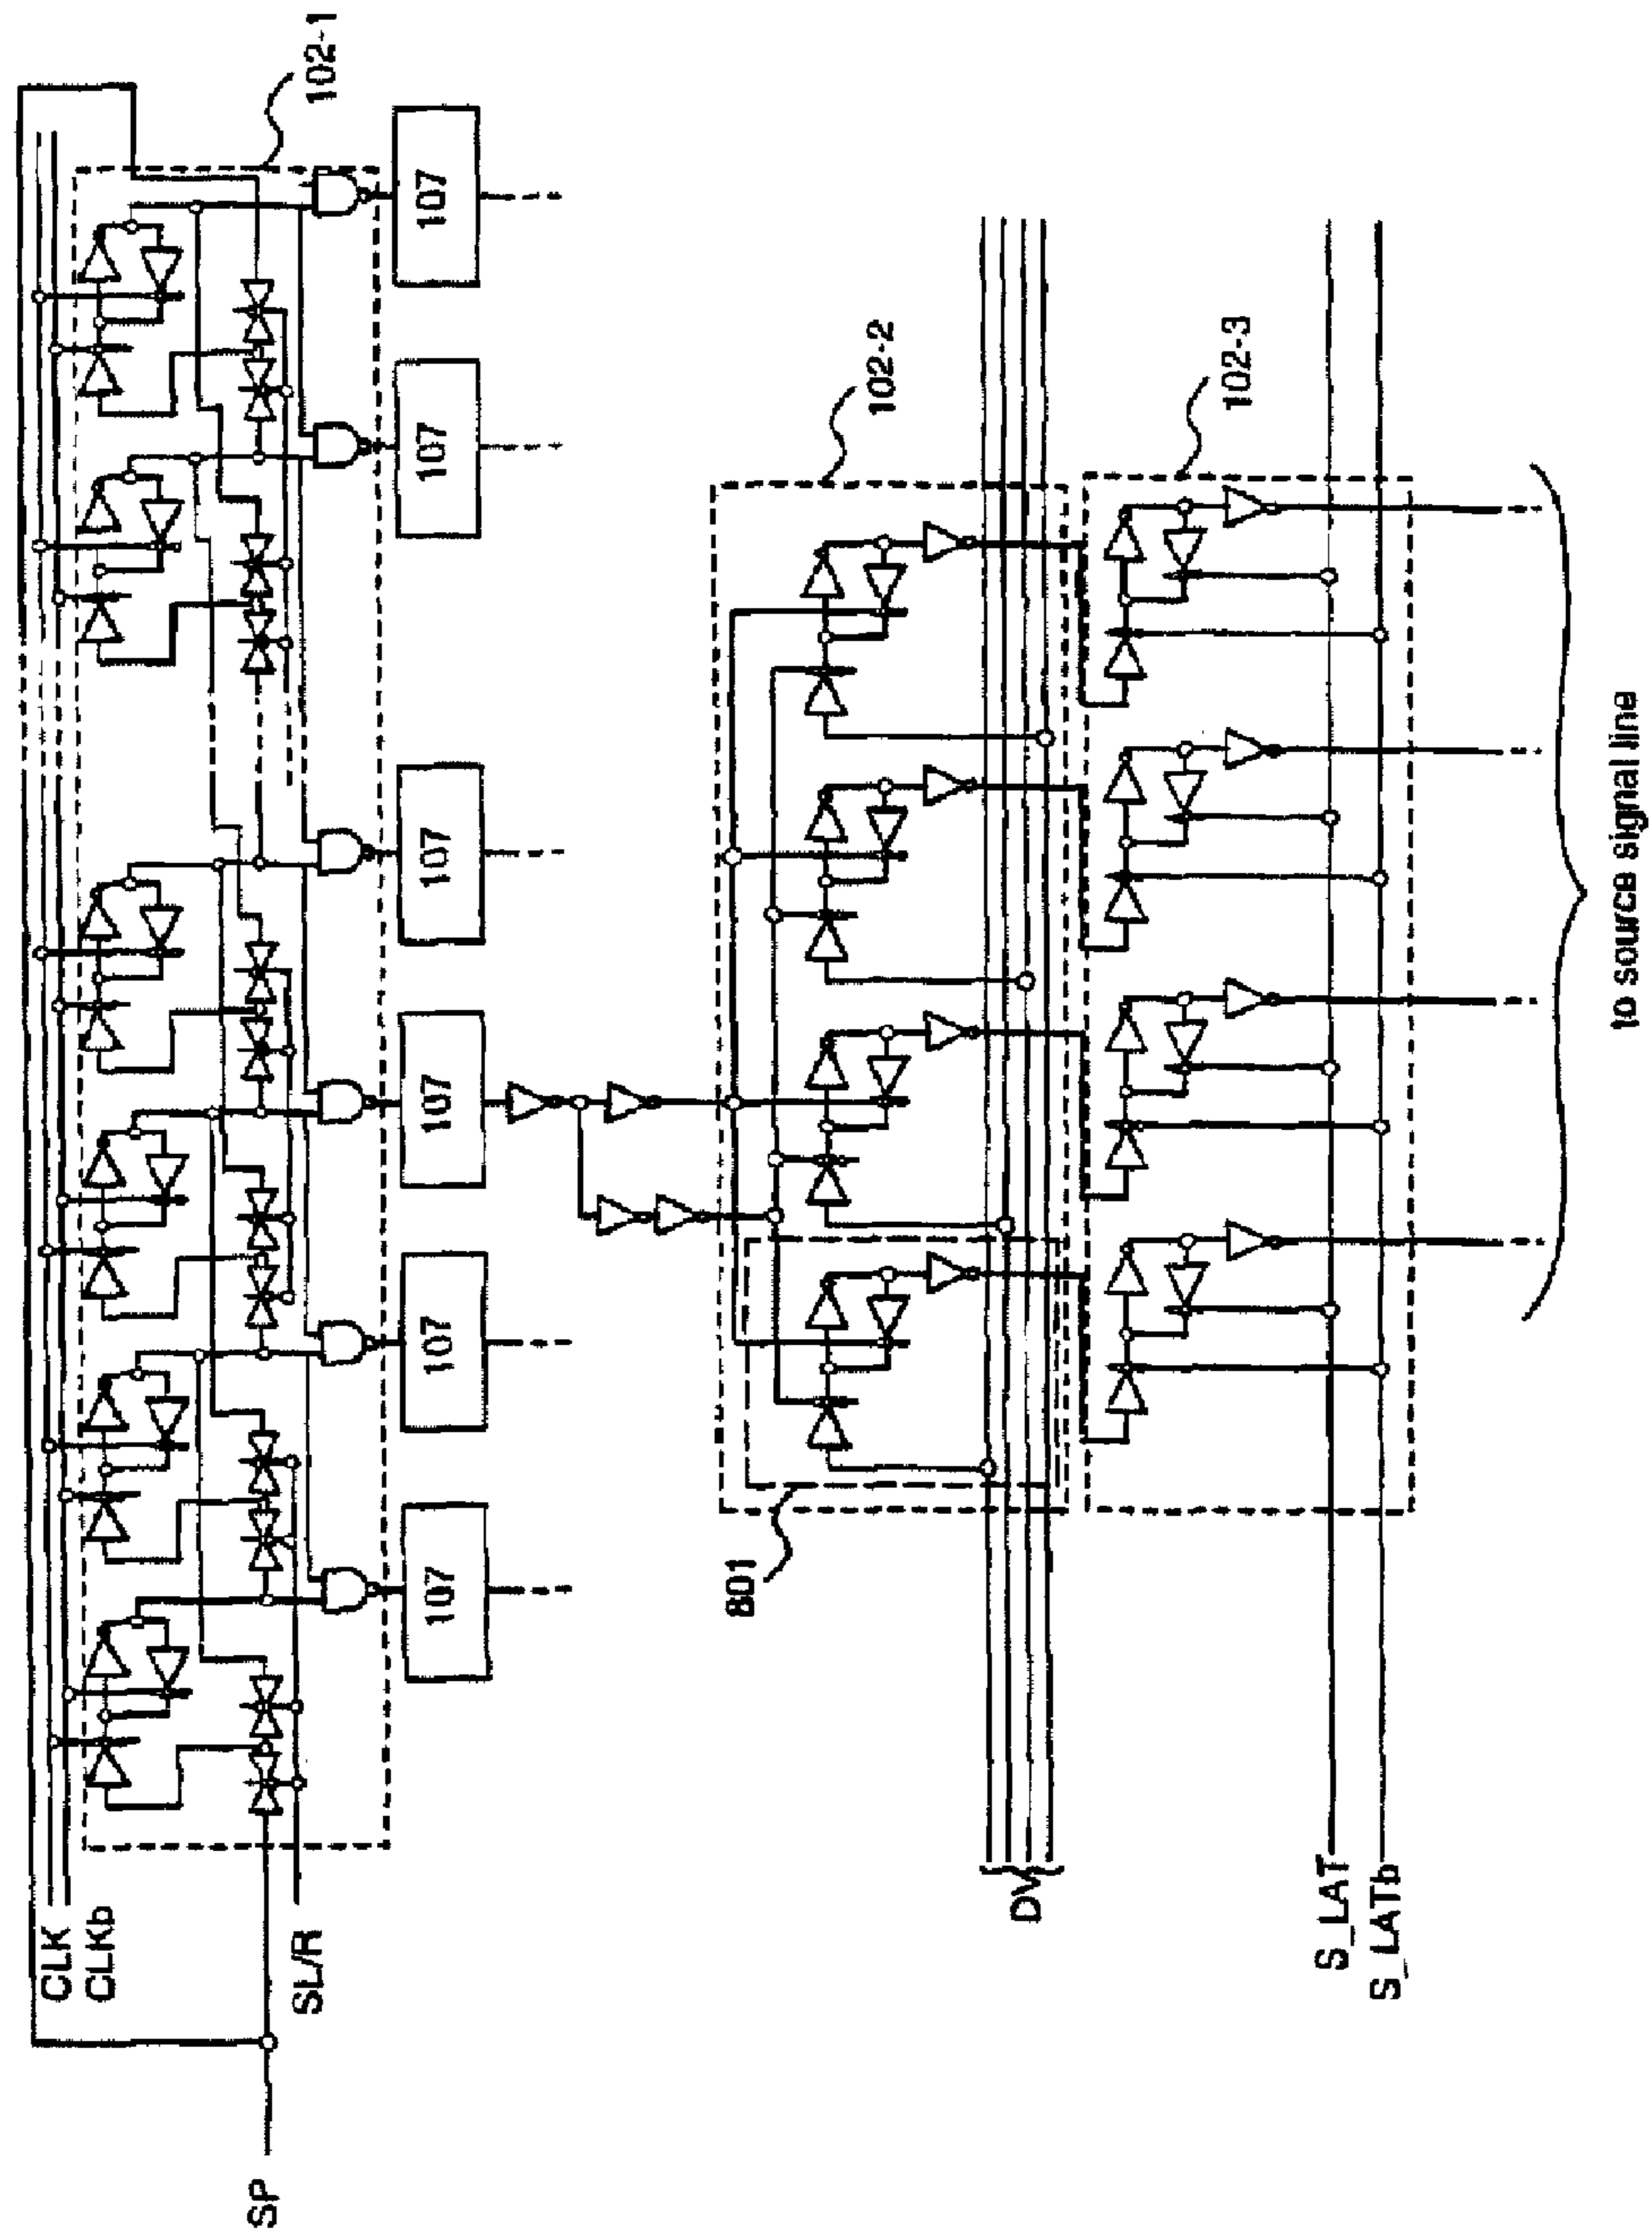 CLK
CLKb
SL/R
SP
102-1
107
107
107
107
107
107
102-2
801
DV
102-3
S_LAT
S_LATb
to source signal line